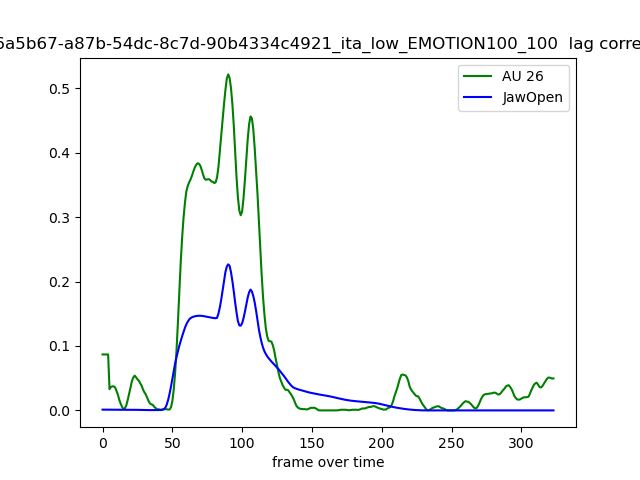 6a5b67-a87b-54dc-8c7d-90b4334c4921_ita_low_EMOTION100_100 lag corre
AU 26
JawOpen
0.5
0.4
0.3
0.2
0.1
0.0
0 50 100 150 200 250 300
frame over time